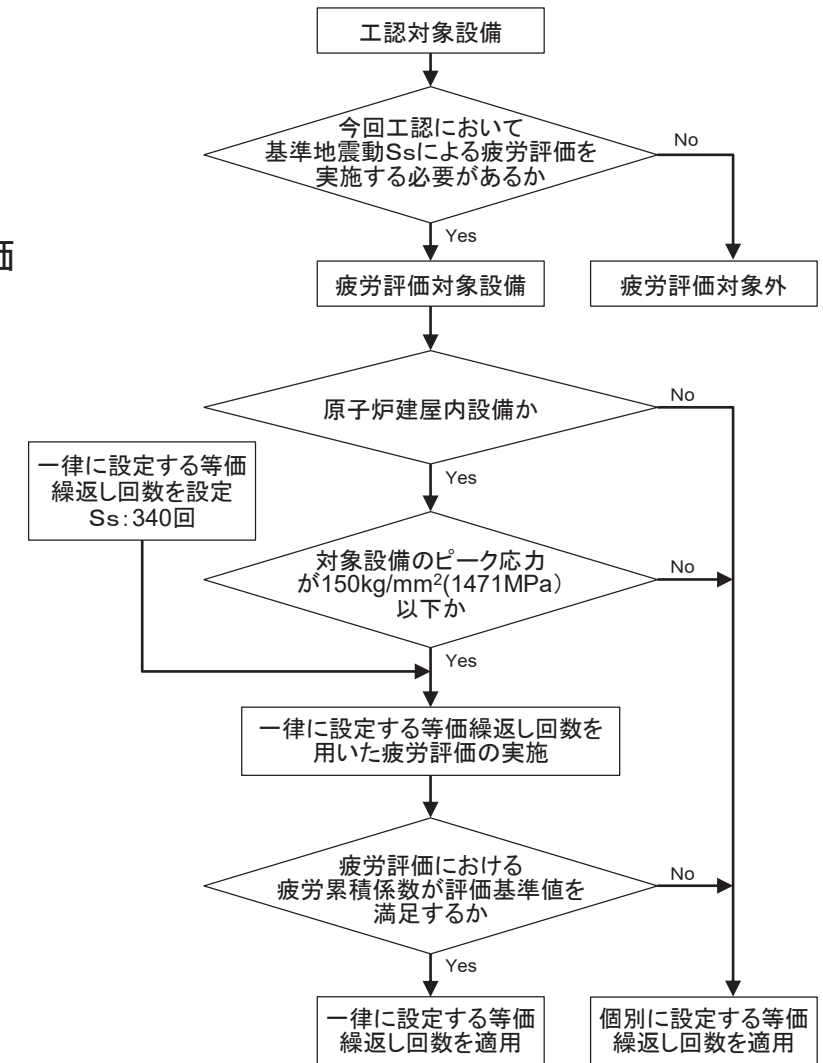 工認対象設備
今回工認において
基準地震動Ssによる疲労評価を
実施する必要があるか
No
Yes
価
疲労評価対象設備
疲労評価対象外
原子炉建屋内設備か
No
Yes
一律に設定する等価
繰返し回数を設定
Ss:340回
対象設備のピーク応力
が150kg/mm²(1471MPa)
以下か
No
Yes
一律に設定する等価繰返し回数を
用いた疲労評価の実施
疲労評価における
疲労累積係数が評価基準値を
満足するか
No
Yes
一律に設定する等価
繰返し回数を適用
個別に設定する等価
繰返し回数を適用